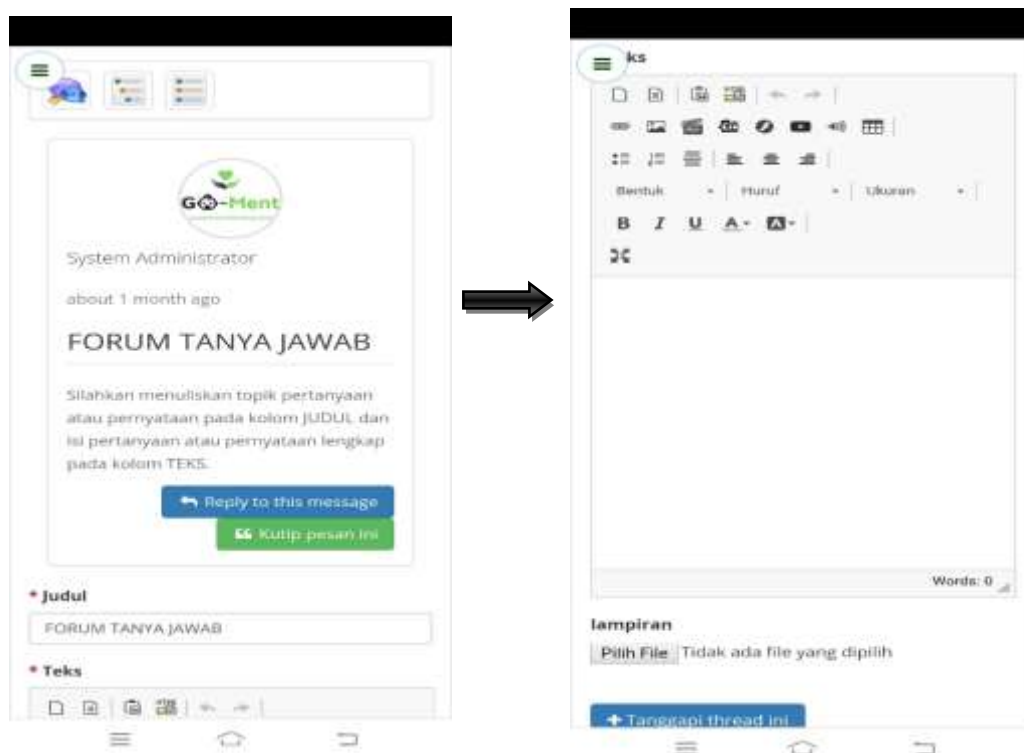 GO-Ment
System Administrator
about 1 month ago
FORUM TANYA JAWAB
Silahkan menuliskan topik pertanyaan
atau pernyataan pada kolom JUDUL dan
isi pertanyaan atau pernyataan lengkap
pada kolom TEKS.
Reply to this message
Kutip pesan ini
* Judul
FORUM TANYA JAWAB
* Teks
ks
Bentuk
Huruf
Ukuran
B I U A A
Words: 0
lampiran
Pilih File Tidak ada file yang dipilih
+ Tanggapi thread ini